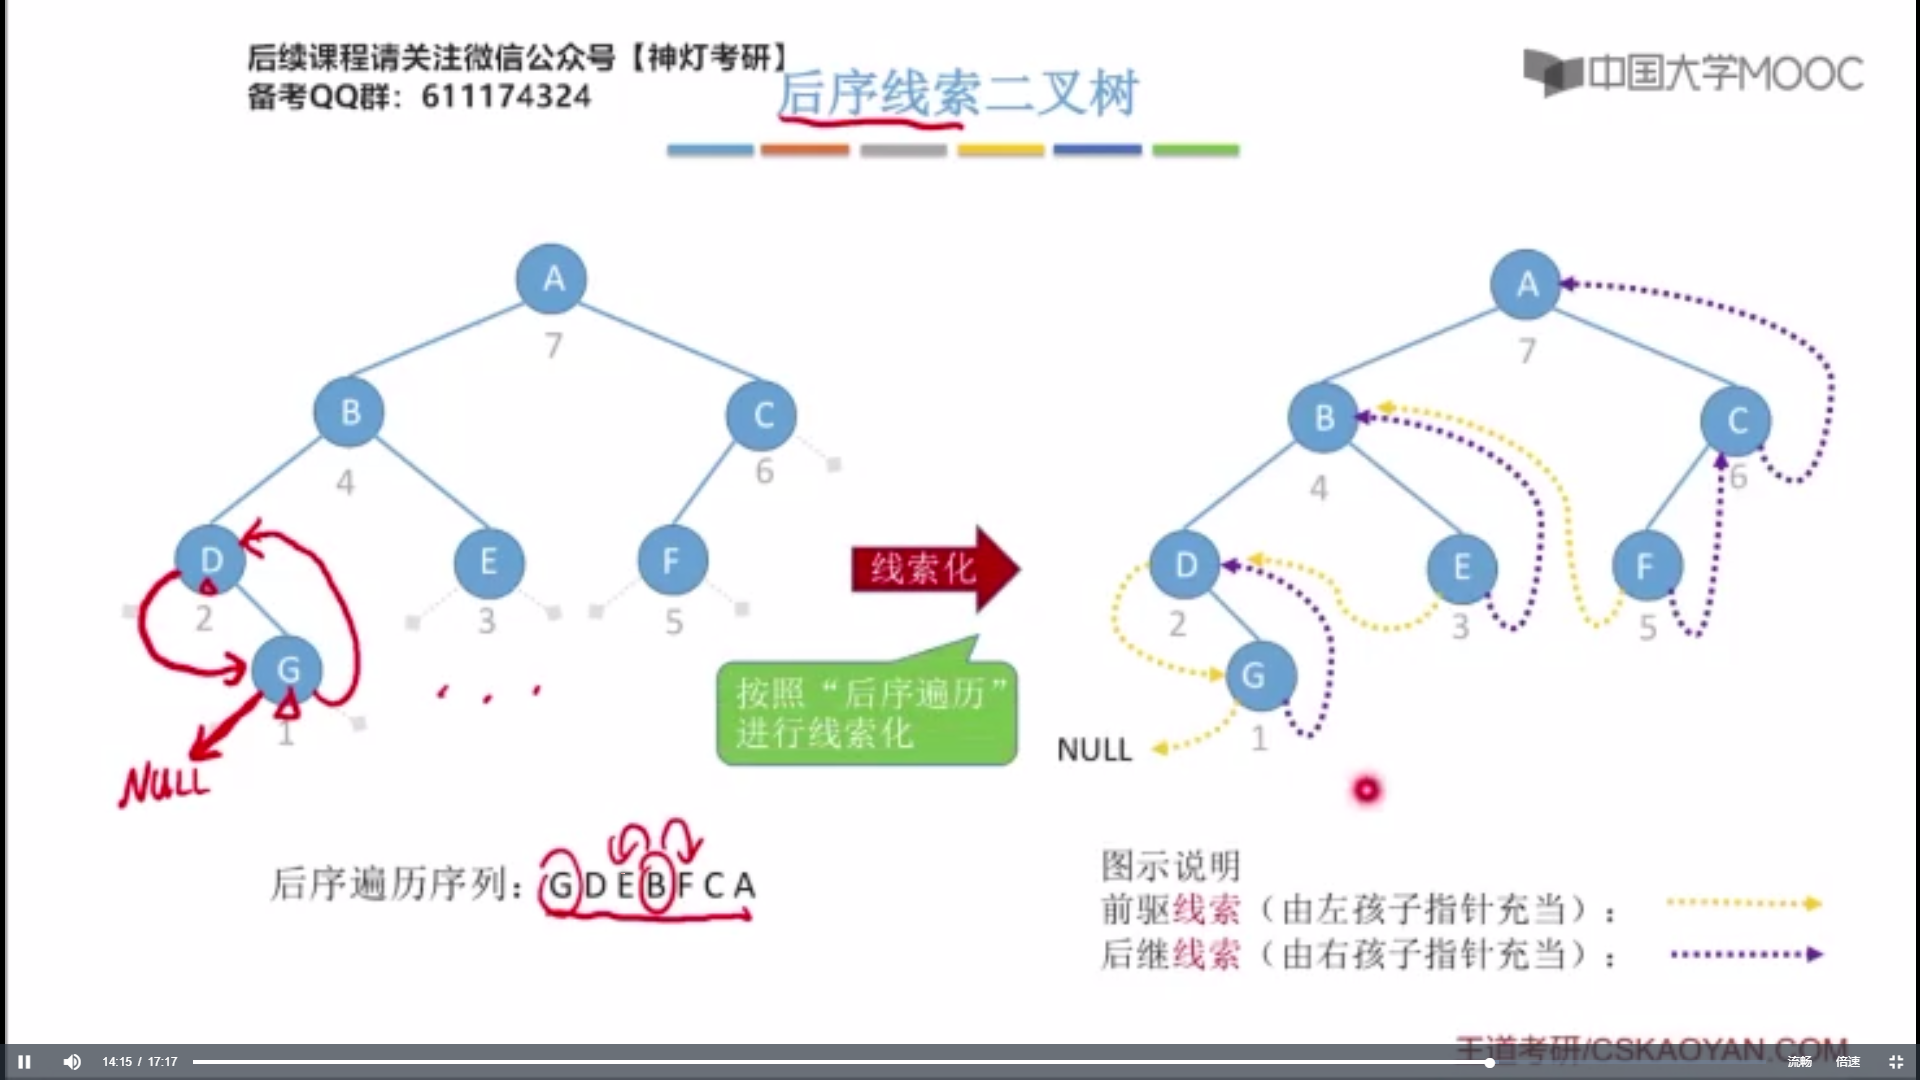 后续课程请关注微信公众号【神灯考研】
备考QQ群：611174324
中国大学MOOC
后序线索二叉树
A
7
B
4
C
6
D
2
E
3
F
5
G
1
NULL
线索化
按照“后序遍历”
进行线索化
A
7
B
4
C
6
D
2
E
3
F
5
G
1
NULL
后序遍历序列：G D E B F C A
图示说明
前驱线索（由左孩子指针充当）：
后继线索（由右孩子指针充当）：
王道考研/CSKAOYAN.COM
14:15 / 17:17
流畅
倍速